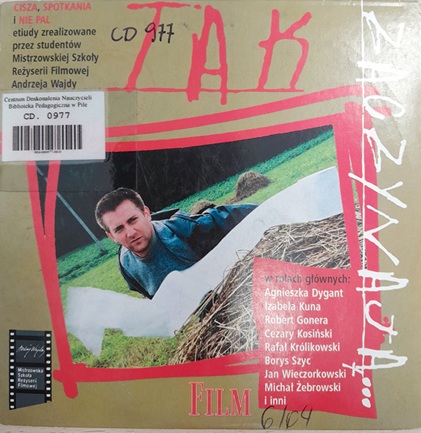 CISZA, SPOTKANIA
i NIE PAL
etiudy zrealizowane
przez studentów
Mistrzowskiej Szkoły
Reżyserii Filmowej
Andrzeja Wajdy
CD 977
TAK
ZACZYNAJĄ...
Centrum Doskonalenia Nauczycieli
Biblioteka Pedagogiczna w Pile
CD. 0977
w rolach głównych:
Agnieszka Dygant
Izabela Kuna
Robert Gonera
Cezary Kosiński
Rafał Królikowski
Borys Szyc
Jan Wieczorkowski
Michał Żebrowski
i inni
Mistrzowska
Szkoła
Reżyserii
Filmowej
FILM
6/04